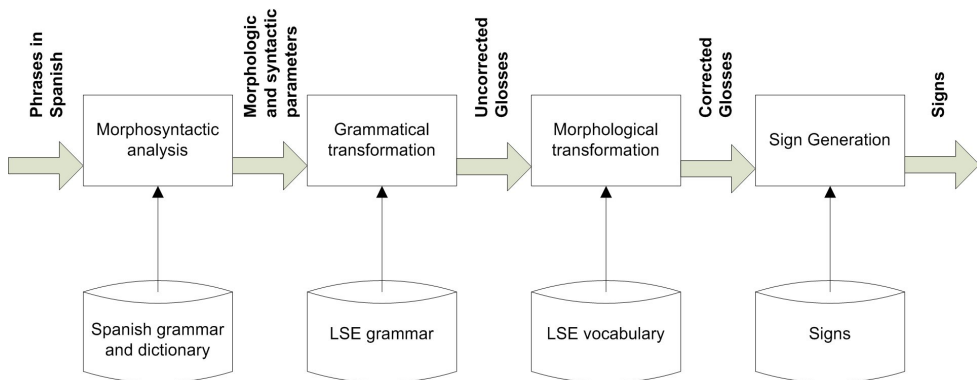 Phrases in
Spanish
Morphologic
and syntactic
parameters
Uncorrected
Glosses
Corrected
Glosses
Signs
Morphosyntactic
analysis
Grammatical
transformation
Morphological
transformation
Sign Generation
Spanish grammar
and dictionary
LSE grammar
LSE vocabulary
Signs